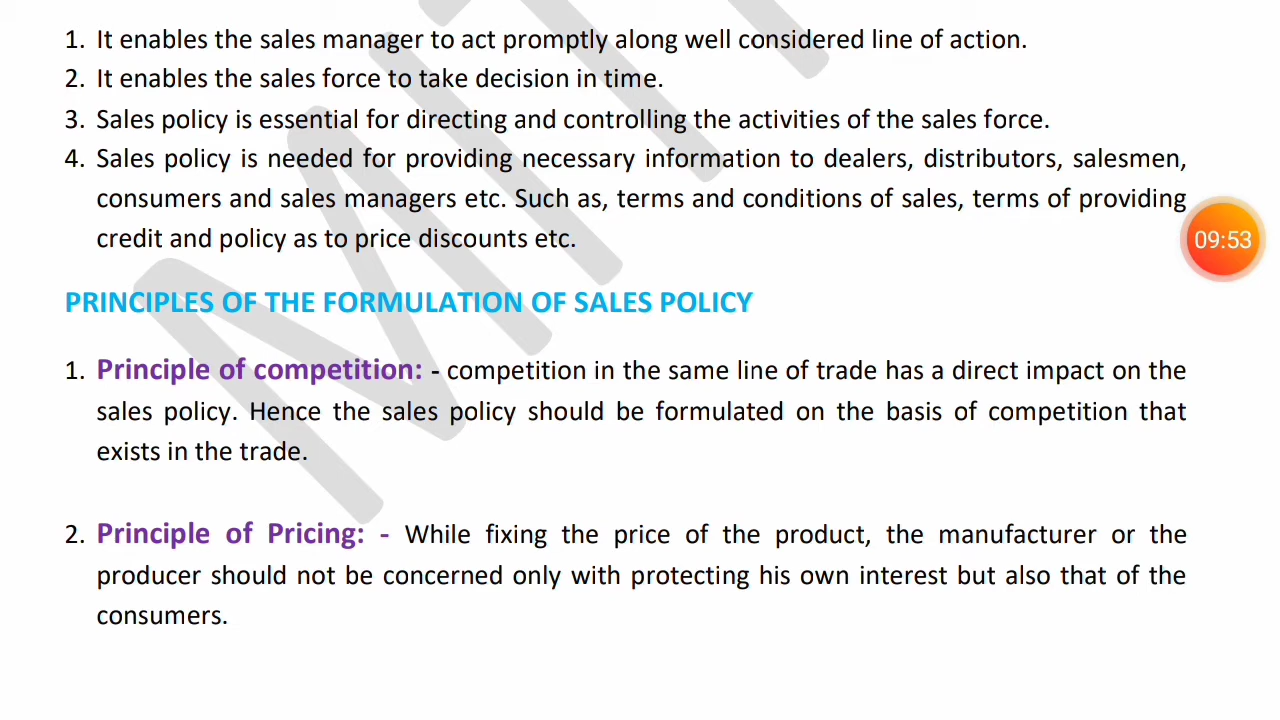 1. It enables the sales manager to act promptly along well considered line of action.
2. It enables the sales force to take decision in time.
3. Sales policy is essential for directing and controlling the activities of the sales force.
4. Sales policy is needed for providing necessary information to dealers, distributors, salesmen,
consumers and sales managers etc. Such as, terms and conditions of sales, terms of providing
credit and policy as to price discounts etc.
09:53
PRINCIPLES OF THE FORMULATION OF SALES POLICY
1. Principle of competition: - competition in the same line of trade has a direct impact on the
sales policy. Hence the sales policy should be formulated on the basis of competition that
exists in the trade.
2. Principle of Pricing: - While fixing the price of the product, the manufacturer or the
producer should not be concerned only with protecting his own interest but also that of the
consumers.